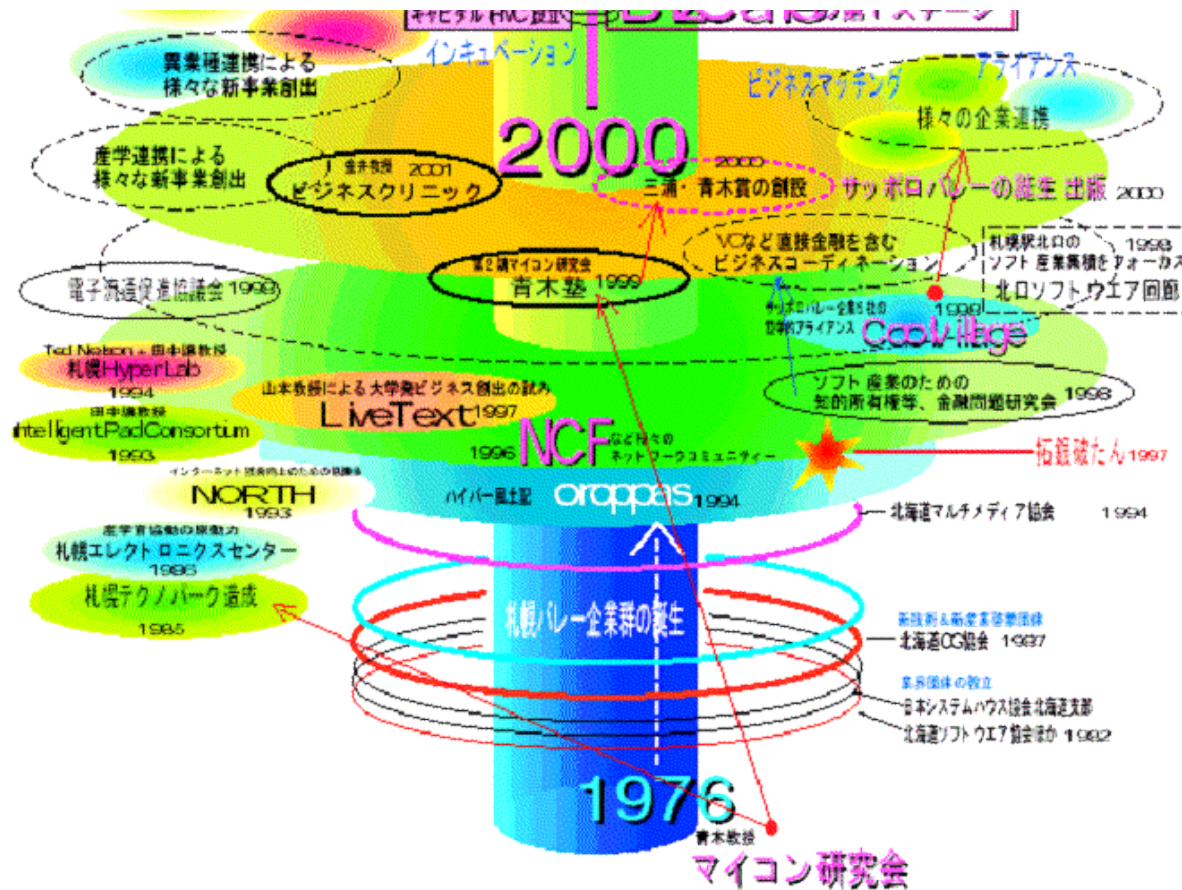 インキュベーション
異業種連携による
様々な新事業創出
アライアンス
ビジネスマッチング
様々の企業連携
2000
産学連携による
様々な新事業創出
金井教授 2001
ビジネスクリニック
2000
三浦・青木賞の創設
サッポロバレーの誕生 出版 2000
VCなど直接金融を含む
ビジネスコーディネーション
札幌駅北口の 1998
ソフト産業集積をフォーカス
北口ソフトウエア回廊
第2期マイコン研究会
青木塾 1999
電子流通促進協議会 1998
1998
Ted Nelson + 田中譲教授
札幌HyperLab
1994
山本教授による大学発ビジネス創出の試み
LiveText 1997
ソフト産業のための
知的所有権等、金融問題研究会 1998
田中譲教授
IntelligentPadConsortium
1993
1996 NCF など様々の
ネットワークコミュニティー
拓銀破たん 1997
NORTH
1993
ハイパー風土記 oroppas 1994
北海道マルチメディア協会 1994
産学官協働の原動力
札幌エレクトロニクスセンター
1986
札幌テクノパーク造成
1985
札幌バレー企業群の誕生
北海道CG協会 1987
業界団体の設立
日本システムハウス協会北海道支部
北海道ソフトウエア協会ほか 1982
1976
青木教授
マイコン研究会